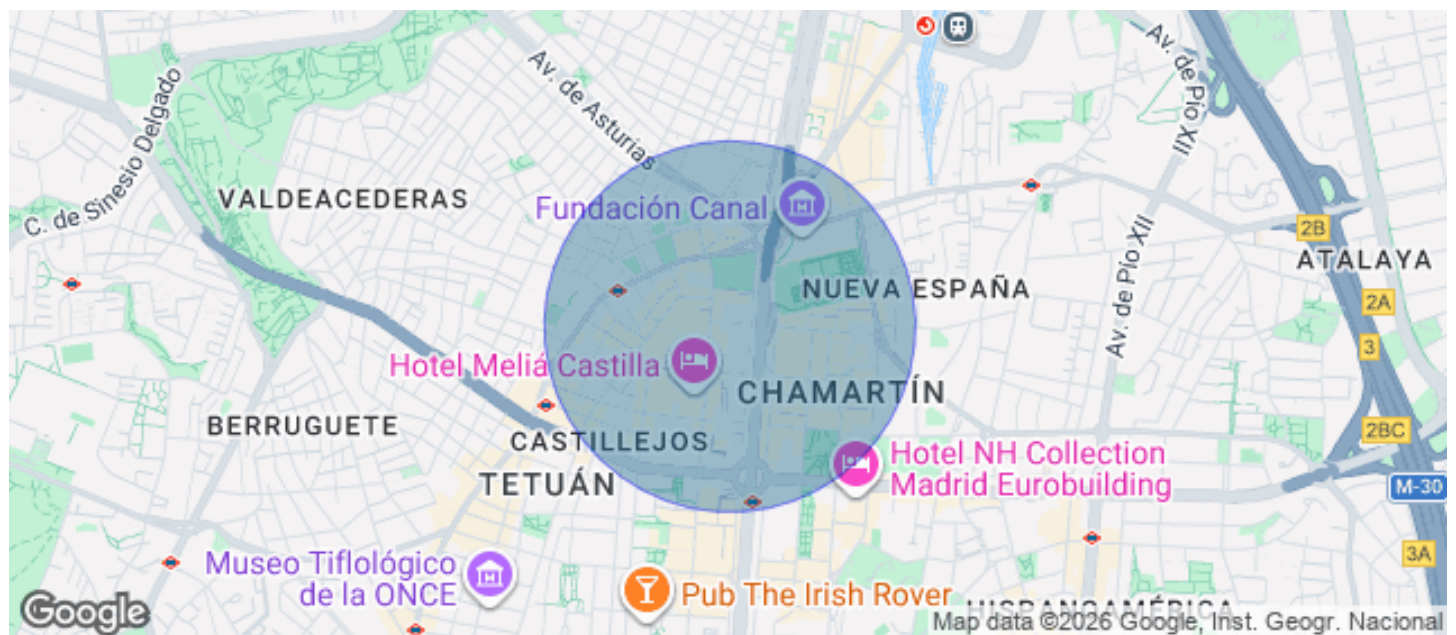 Av. de Asturias
Av. de Pío XII
C. de Sinesio Delgado
VALDEACEDERAS
Fundación Canal
2B
ATALAYA
Av. de Pío XII
NUEVA ESPAÑA
2A
3
Hotel Meliá Castilla
CHAMARTÍN
BERRUGUETE
CASTILLEJOS
2BC
TETUÁN
Hotel NH Collection
Madrid Eurobuilding
M-30
3A
Museo Tiflológico
de la ONCE
Pub The Irish Rover
HISPANOAMÉRICA
Google
Map data ©2026 Google, Inst. Geogr. Nacional